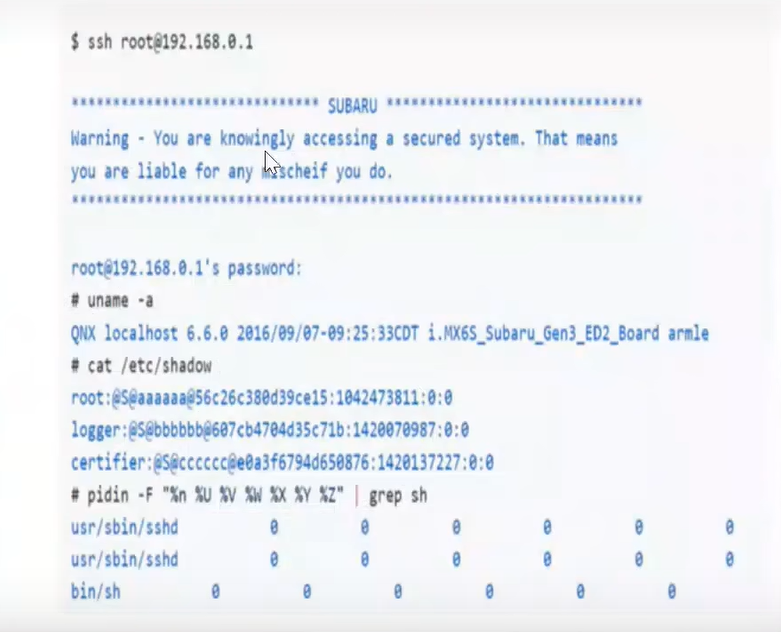 $ ssh root@192.168.0.1
****************************** SUBARU *******************************
Warning - You are knowingly accessing a secured system. That means
you are liable for any mischeif you do.
*********************************************************************
root@192.168.0.1's password:
# uname -a
QNX localhost 6.6.0 2016/09/07-09:25:33CDT i.MX6S_Subaru_Gen3_ED2_Board armle
# cat /etc/shadow
root:@S@aaaaaa@56c26c380d39ce15:1042473811:0:0
logger:@S@bbbbbb@607cb4704d35c71b:1420070987:0:0
certifier:@S@cccccc@e0a3f6794d650876:1420137227:0:0
# pidin -F "%n %U %V %W %X %Y %Z" | grep sh
usr/sbin/sshd 0 0 0 0 0 0
usr/sbin/sshd 0 0 0 0 0 0
bin/sh 0 0 0 0 0 0